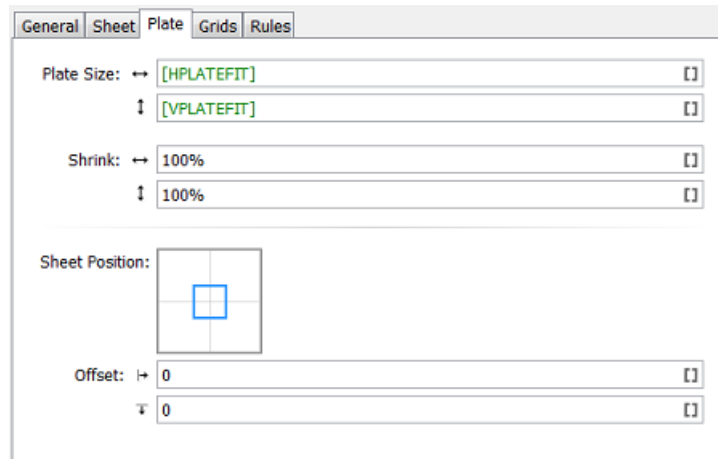 General Sheet Plate Grids Rules
Plate Size: ↔ [HPLATEFIT] []
↕ [VPLATEFIT] []
Shrink: ↔ 100% []
↕ 100% []
Sheet Position:
Offset: 0 []
0 []